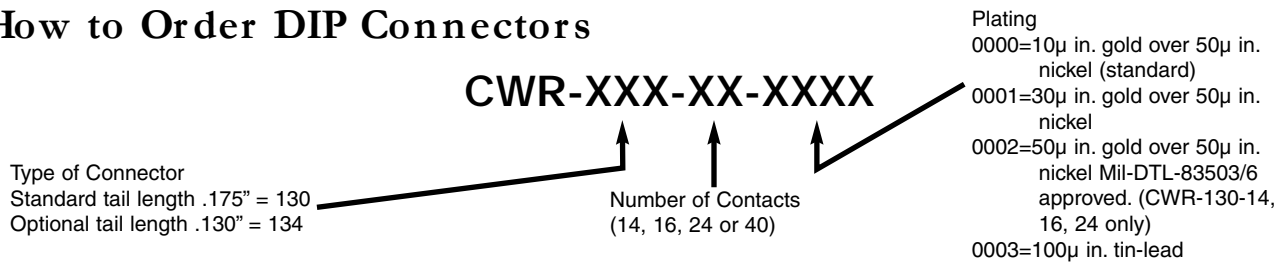 How to Order DIP Connectors
CWR-XXX-XX-XXXX
Type of Connector
Standard tail length .175” = 130
Optional tail length .130” = 134
Number of Contacts
(14, 16, 24 or 40)
Plating
0000=10µ in. gold over 50µ in.
nickel (standard)
0001=30µ in. gold over 50µ in.
nickel
0002=50µ in. gold over 50µ in.
nickel Mil-DTL-83503/6
approved. (CWR-130-14,
16, 24 only)
0003=100µ in. tin-lead